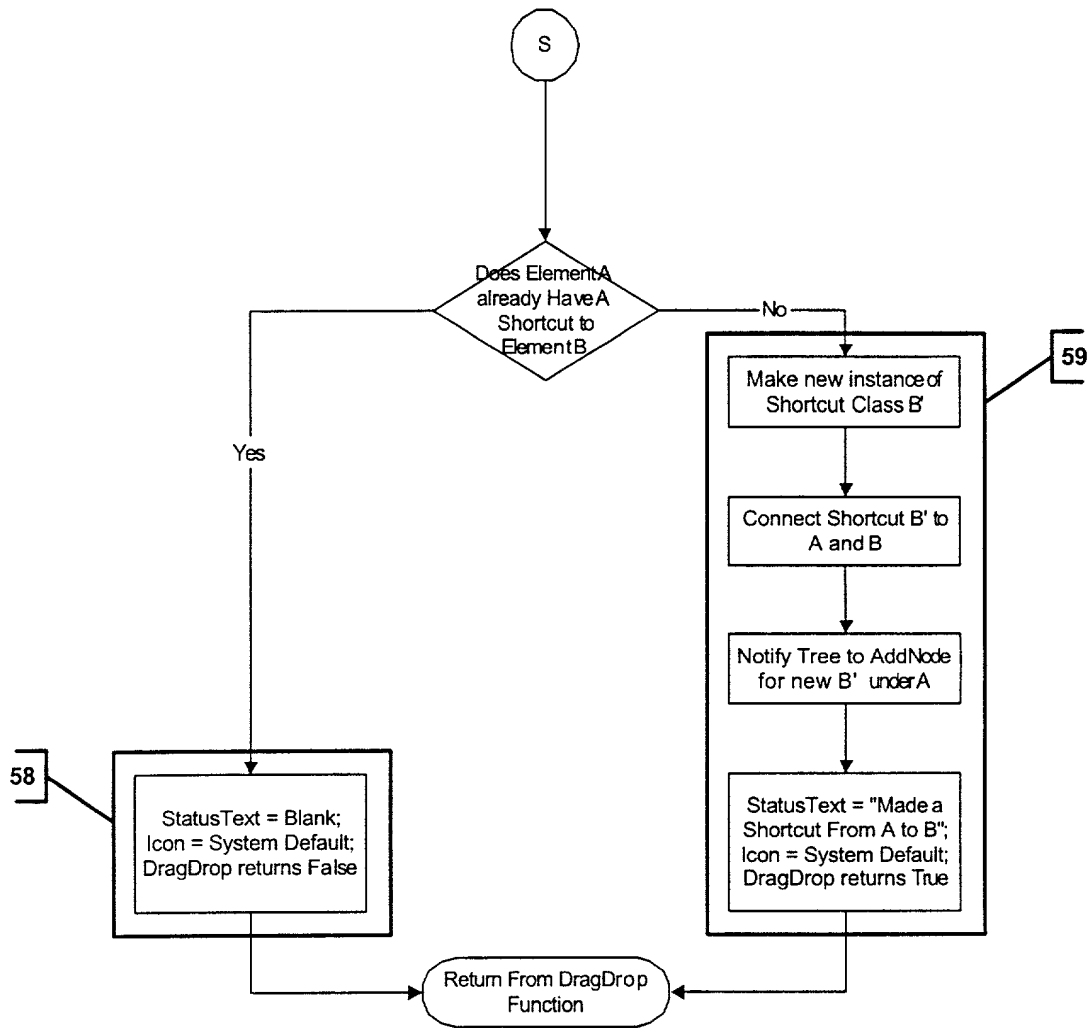 S
Does Element A
already Have A
Shortcut to
Element B
No
59
Make new instance of
Shortcut Class B'
Yes
Connect Shortcut B' to
A and B
Notify Tree to Add Node
for new B' under A
58
StatusText = Blank;
Icon = System Default;
DragDrop returns False
StatusText = "Made a
Shortcut From A to B";
Icon = System Default;
DragDrop returns True
Return From DragDrop
Function